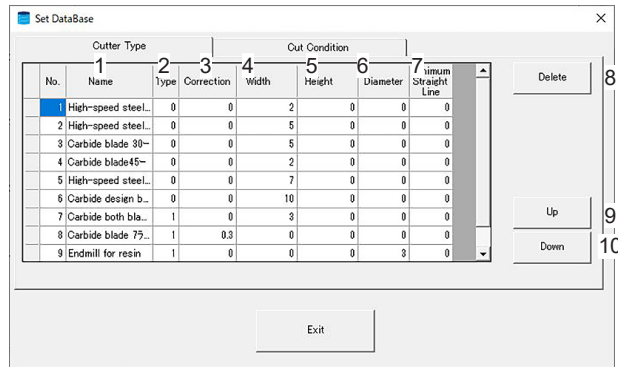 Set DataBase
Cutter Type Cut Condition
1 2 3 4 5 6 7
No. Name Type Correction Width Height Diameter Minimum Straight Line
1 High-speed steel... 0 0 2 0 0 0
2 High-speed steel... 0 0 5 0 0 0
3 Carbide blade 30~ 0 0 5 0 0 0
4 Carbide blade45~ 0 0 2 0 0 0
5 High-speed steel... 0 0 7 0 0 0
6 Carbide design b... 0 0 10 0 0 0
7 Carbide both bla... 1 0 3 0 0 0
8 Carbide blade 75... 1 0.3 0 0 0 0
9 Endmill for resin 1 0 0 0 3 0
Delete 8
Up 9
Down 10
Exit